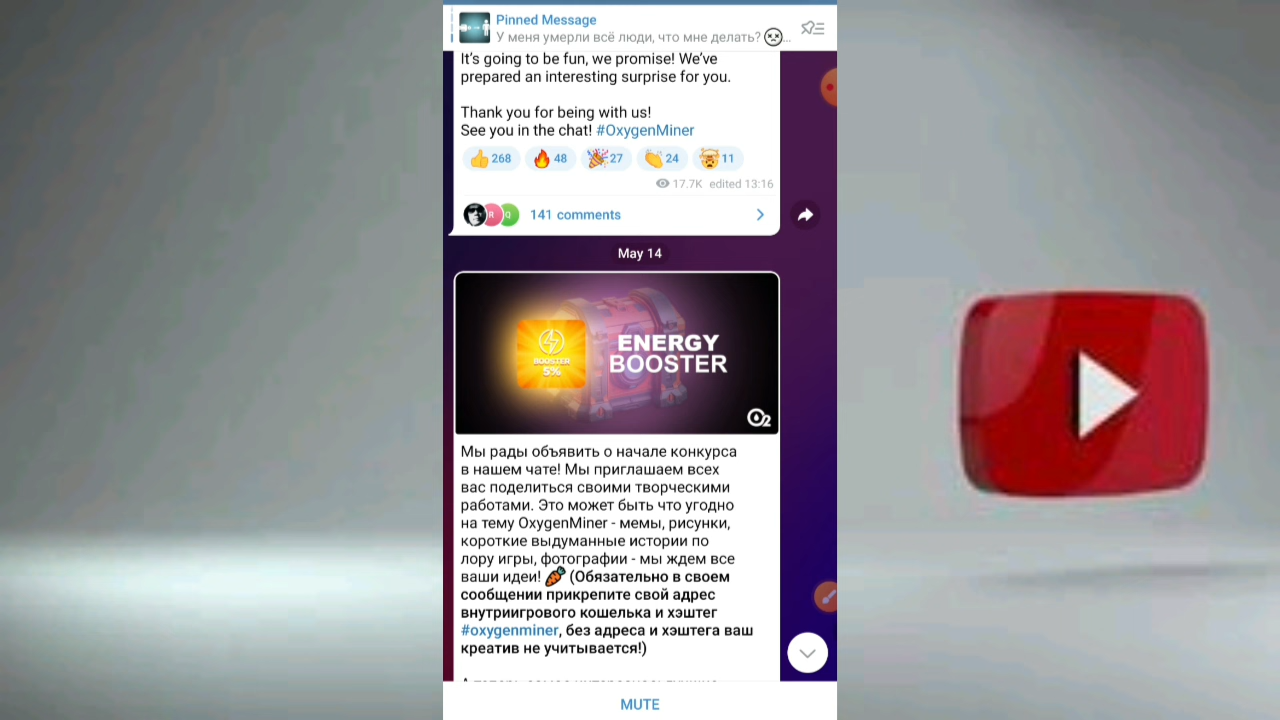 Pinned Message
У меня умерли всё люди, что мне делать? 😵...
It's going to be fun, we promise! We've
prepared an interesting surprise for you.
Thank you for being with us!
See you in the chat! #OxygenMiner
👍 268 🔥 48 🎉 27 👏 24 🤯 11
17.7K edited 13:16
R Q 141 comments
May 14
BOOSTER
5%
ENERGY
BOOSTER
O2
Мы рады объявить о начале конкурса
в нашем чате! Мы приглашаем всех
вас поделиться своими творческими
работами. Это может быть что угодно
на тему OxygenMiner - мемы, рисунки,
короткие выдуманные истории по
лору игры, фотографии - мы ждем все
ваши идеи! 🥕 (Обязательно в своем
сообщении прикрепите свой адрес
внутриигрового кошелька и хэштег
#oxygenminer, без адреса и хэштега ваш
креатив не учитывается!)
MUTE